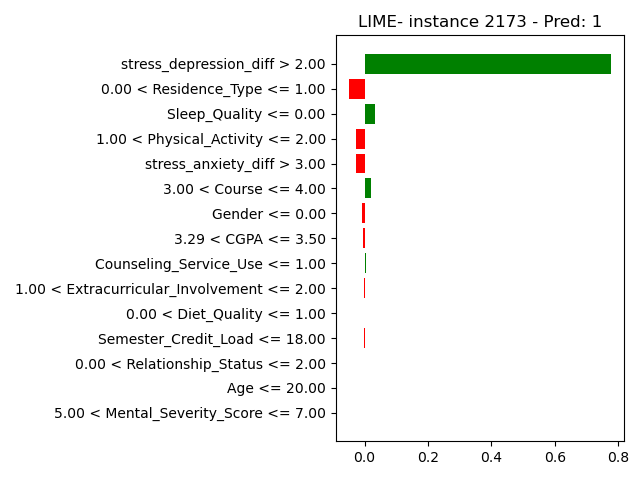 LIME- instance 2173 - Pred: 1
stress_depression_diff > 2.00
0.00 < Residence_Type <= 1.00
Sleep_Quality <= 0.00
1.00 < Physical_Activity <= 2.00
stress_anxiety_diff > 3.00
3.00 < Course <= 4.00
Gender <= 0.00
3.29 < CGPA <= 3.50
Counseling_Service_Use <= 1.00
1.00 < Extracurricular_Involvement <= 2.00
0.00 < Diet_Quality <= 1.00
Semester_Credit_Load <= 18.00
0.00 < Relationship_Status <= 2.00
Age <= 20.00
5.00 < Mental_Severity_Score <= 7.00
0.0 0.2 0.4 0.6 0.8